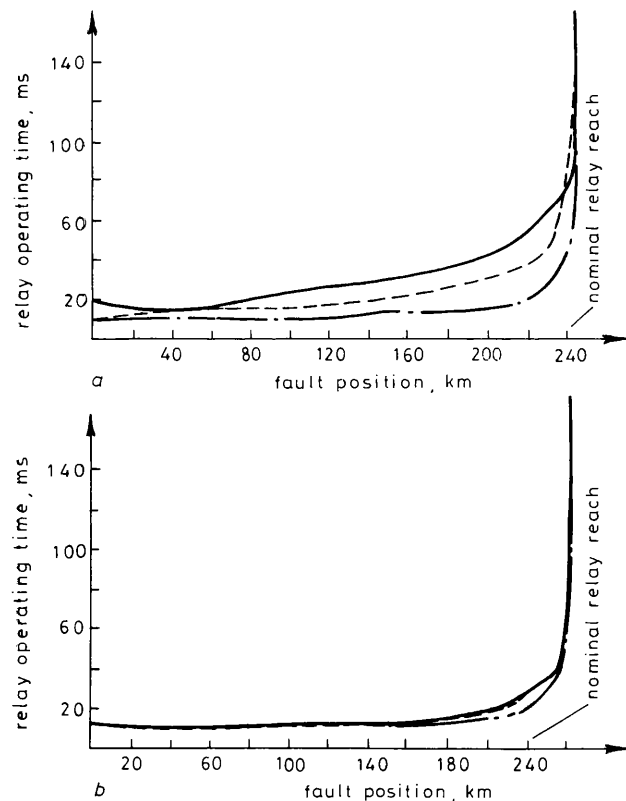 relay operating time, ms
140
100
60
20
40
80
120
160
200
240
nominal relay reach
a
fault position, km
relay operating time, ms
140
100
60
20
20
60
100
140
180
240
nominal relay reach
b
fault position, km